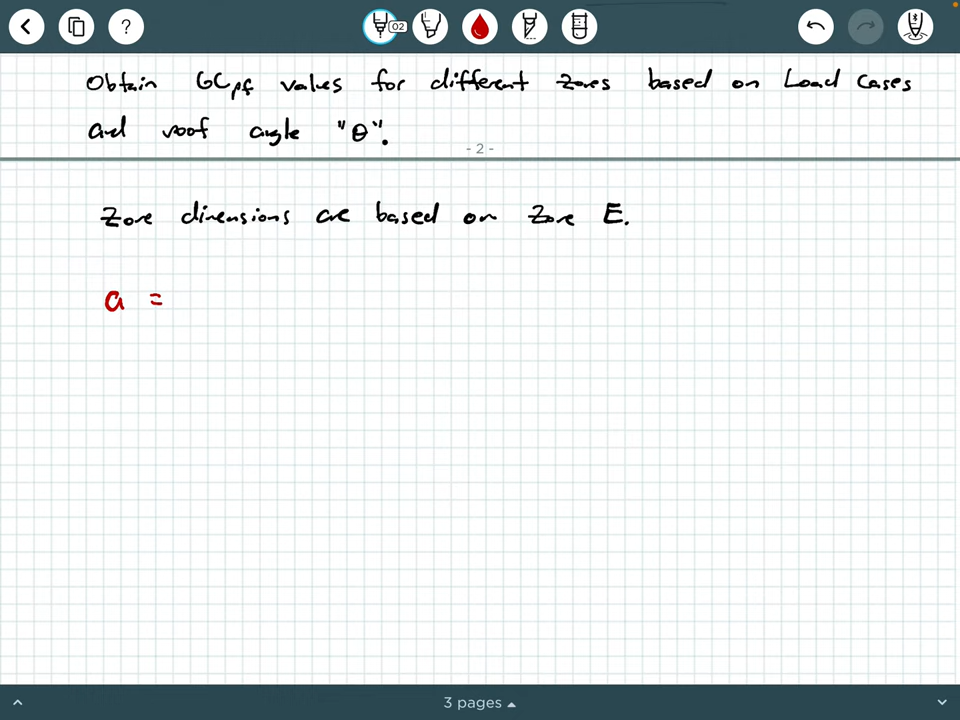 ?
02
Obtain GCpf values for different zones based on Load Cases
and roof angle "θ".
- 2 -
Zone dimensions are based on Zone E.
a =
3 pages